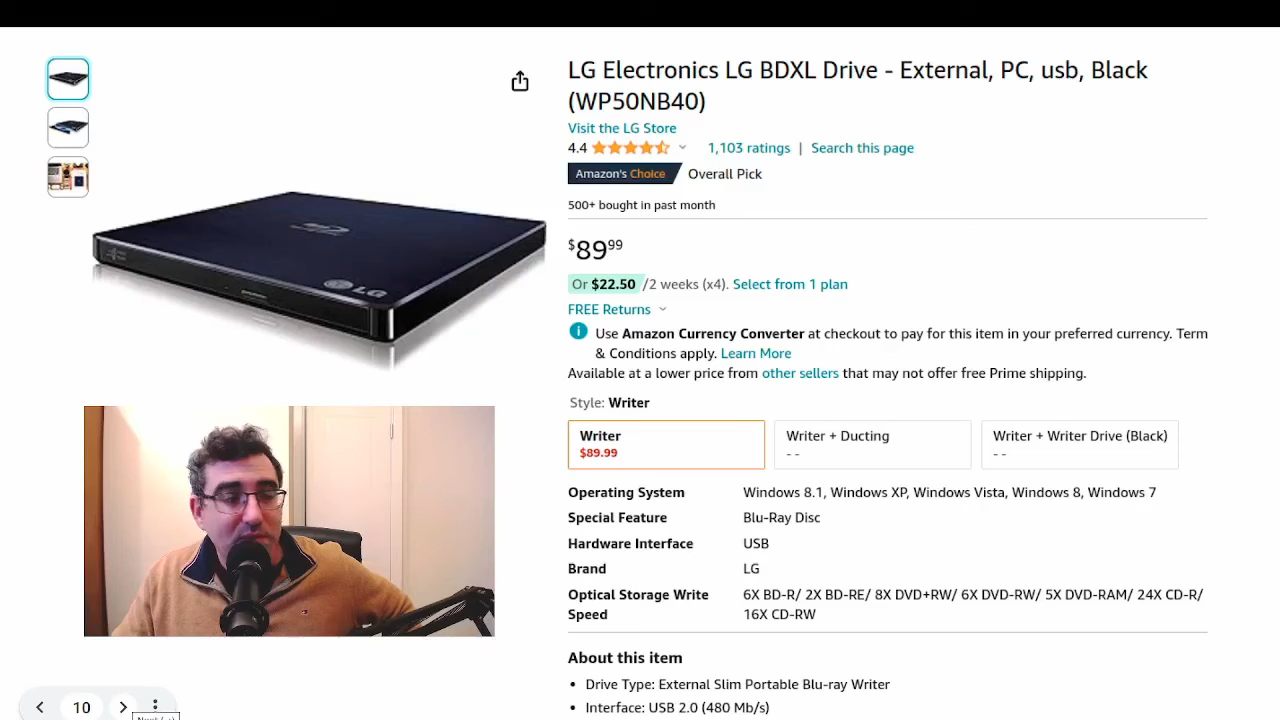 LG Electronics LG BDXL Drive - External, PC, usb, Black
(WP50NB40)
Visit the LG Store
4.4 1,103 ratings | Search this page
Amazon's Choice Overall Pick
500+ bought in past month
$89.99
Or $22.50 /2 weeks (x4). Select from 1 plan
FREE Returns
Use Amazon Currency Converter at checkout to pay for this item in your preferred currency. Term
& Conditions apply. Learn More
Available at a lower price from other sellers that may not offer free Prime shipping.
Style: Writer
Writer Writer + Ducting Writer + Writer Drive (Black)
$89.99 - - - -
Operating System Windows 8.1, Windows XP, Windows Vista, Windows 8, Windows 7
Special Feature Blu-Ray Disc
Hardware Interface USB
Brand LG
Optical Storage Write 6X BD-R/ 2X BD-RE/ 8X DVD+RW/ 6X DVD-RW/ 5X DVD-RAM/ 24X CD-R/
Speed 16X CD-RW
About this item
• Drive Type: External Slim Portable Blu-ray Writer
• Interface: USB 2.0 (480 Mb/s)
LG
10